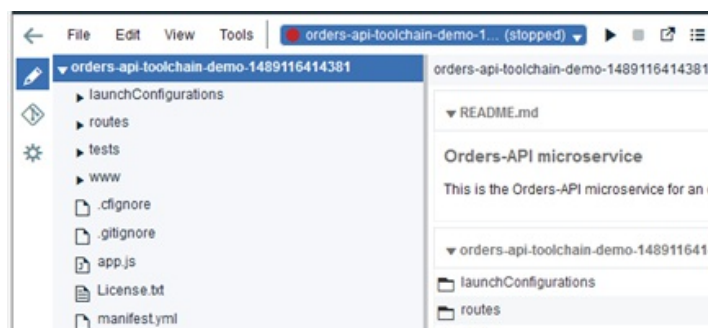 File Edit View Tools orders-api-toolchain-demo-1... (stopped)
orders-api-toolchain-demo-1489116414381
launchConfigurations
routes
tests
www
.cfignore
.gitignore
app.js
License.txt
manifest.yml
orders-api-toolchain-demo-1489116414381
README.md
Orders-API microservice
This is the Orders-API microservice for an
orders-api-toolchain-demo-148911641
launchConfigurations
routes